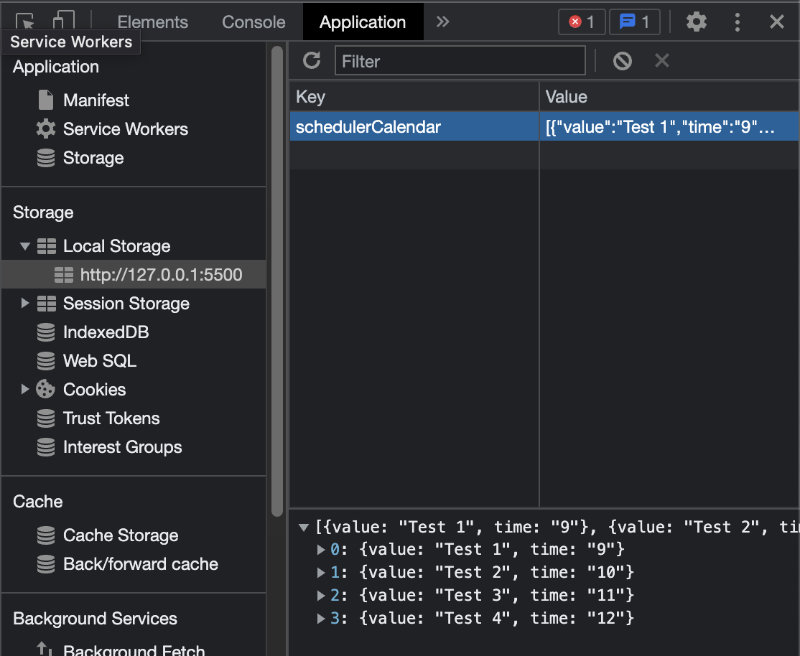 Elements Console Application 1 1
Service Workers
Application
Manifest
Service Workers
Storage
Storage
Local Storage
http://127.0.0.1:5500
Session Storage
IndexedDB
Web SQL
Cookies
Trust Tokens
Interest Groups
Cache
Cache Storage
Back/forward cache
Background Services
Background Fetch
Filter
Key Value
schedulerCalendar [{"value":"Test 1","time":"9"…
[{value: "Test 1", time: "9"}, {value: "Test 2", ti
0: {value: "Test 1", time: "9"}
1: {value: "Test 2", time: "10"}
2: {value: "Test 3", time: "11"}
3: {value: "Test 4", time: "12"}